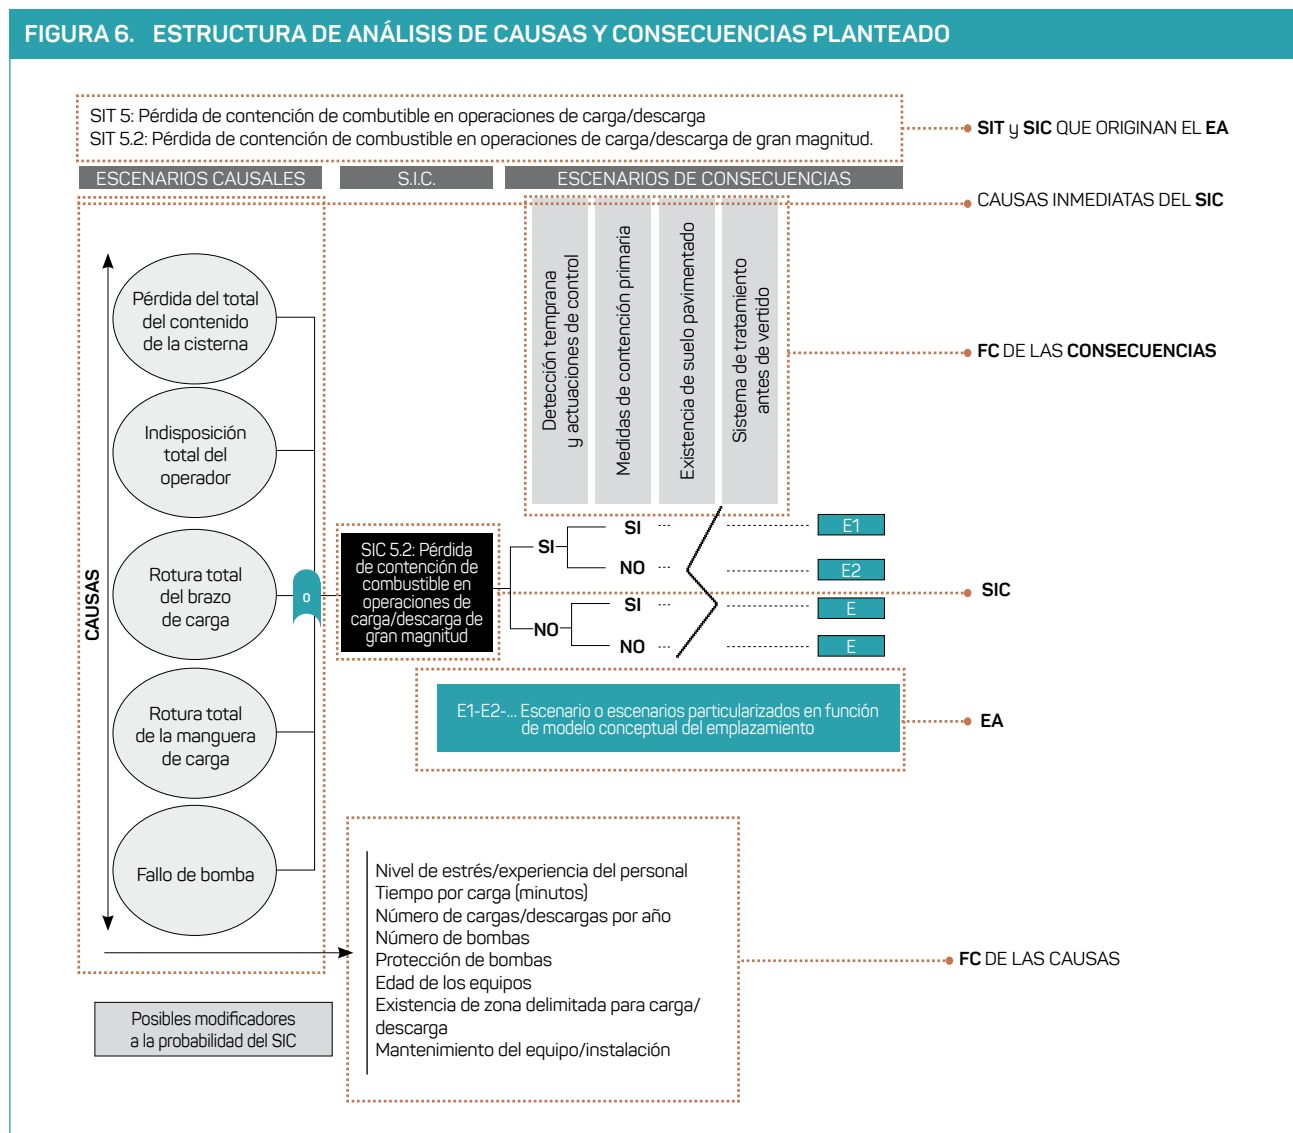 FIGURA 6. ESTRUCTURA DE ANÁLISIS DE CAUSAS Y CONSECUENCIAS PLANTEADO
SIT 5: Pérdida de contención de combutible en operaciones de carga/descarga
SIT 5.2: Pérdida de contención de combustible en operaciones de carga/descarga de gran magnitud.
SIT y SIC QUE ORIGINAN EL EA
ESCENARIOS CAUSALES
S.I.C.
ESCENARIOS DE CONSECUENCIAS
CAUSAS INMEDIATAS DEL SIC
Detección temprana
y actuaciones de control
Medidas de contención primaria
Existencia de suelo pavimentado
Sistema de tratamiento
antes de vertido
FC DE LAS CONSECUENCIAS
CAUSAS
Pérdida del total
del contenido
de la cisterna
Indisposición
total del
operador
Rotura total
del brazo
de carga
Rotura total
de la manguera
de carga
Fallo de bomba
o
SIC 5.2: Pérdida
de contención de
combustible en
operaciones de
carga/descarga de
gran magnitud
SI
NO
SI
NO
SI
NO
E1
E2
E
E
SIC
E1-E2-... Escenario o escenarios particularizados en función
de modelo conceptual del emplazamiento
EA
Nivel de estrés/experiencia del personal
Tiempo por carga (minutos)
Número de cargas/descargas por año
Número de bombas
Protección de bombas
Edad de los equipos
Existencia de zona delimitada para carga/
descarga
Mantenimiento del equipo/instalación
FC DE LAS CAUSAS
Posibles modificadores
a la probabilidad del SIC